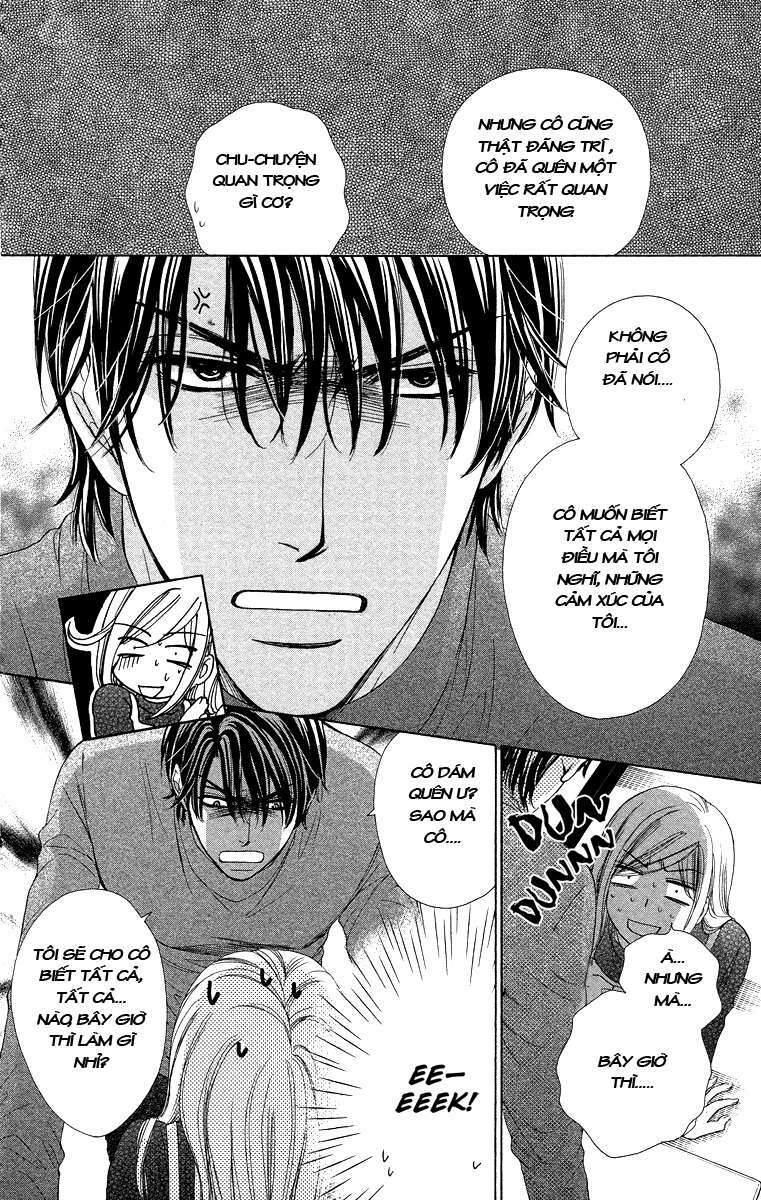 NHƯNG CÔ CŨNG
THẬT ĐÃNG TRÍ,
CÔ ĐÃ QUÊN MỘT
VIỆC RẤT QUAN
TRỌNG
CHU-CHUYỆN
QUAN TRỌNG
GÌ CƠ?
KHÔNG
PHẢI CÔ
ĐÃ NÓI....
CÔ MUỐN BIẾT
TẤT CẢ MỌI
ĐIỀU MÀ TÔI
NGHĨ, NHỮNG
CẢM XÚC CỦA
TÔI...
DUN
DUNNN
À...
NHƯNG
MÀ...
BÂY GIỜ
THÌ.....
CÔ DÁM
QUÊN Ư?
SAO MÀ
CÔ....
TÔI SẼ CHO CÔ
BIẾT TẤT CẢ,
TẤT CẢ...
NÀO, BÂY GIỜ
THÌ LÀM GÌ
NHỈ?
EE-
EEEK!